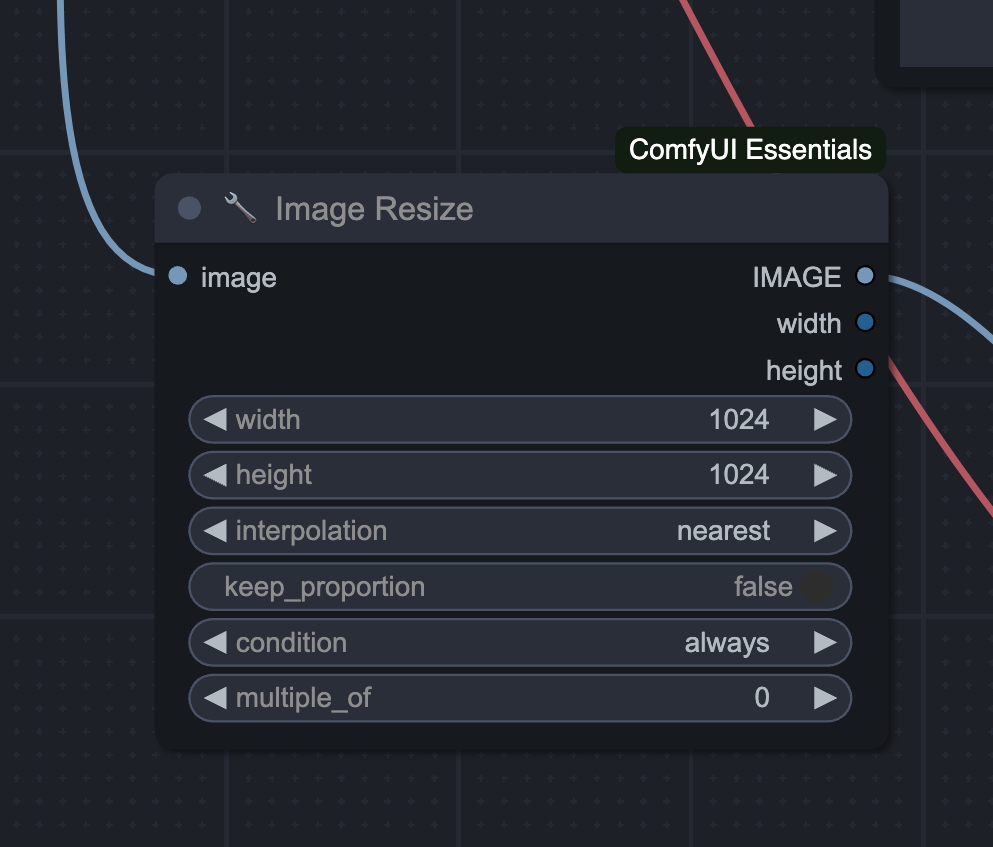 ComfyUI Essentials
🔧 Image Resize
image IMAGE
width
height
width 1024
height 1024
interpolation nearest
keep_proportion false
condition always
multiple_of 0